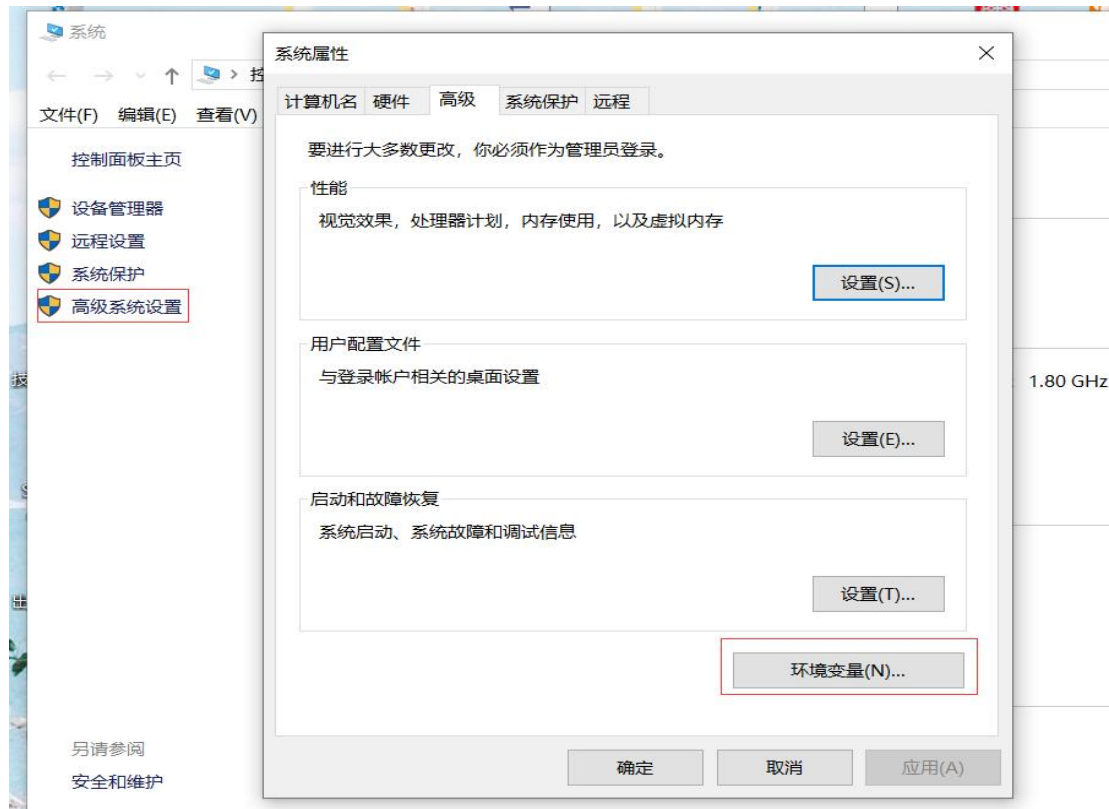 系统
控
文件(F) 编辑(E) 查看(V)
控制面板主页
设备管理器
远程设置
系统保护
高级系统设置
另请参阅
安全和维护
系统属性
计算机名 硬件 高级 系统保护 远程
要进行大多数更改，你必须作为管理员登录。
性能
视觉效果，处理器计划，内存使用，以及虚拟内存
设置(S)...
用户配置文件
与登录帐户相关的桌面设置
设置(E)...
启动和故障恢复
系统启动、系统故障和调试信息
设置(T)...
环境变量(N)...
确定 取消 应用(A)
1.80 GHz
技